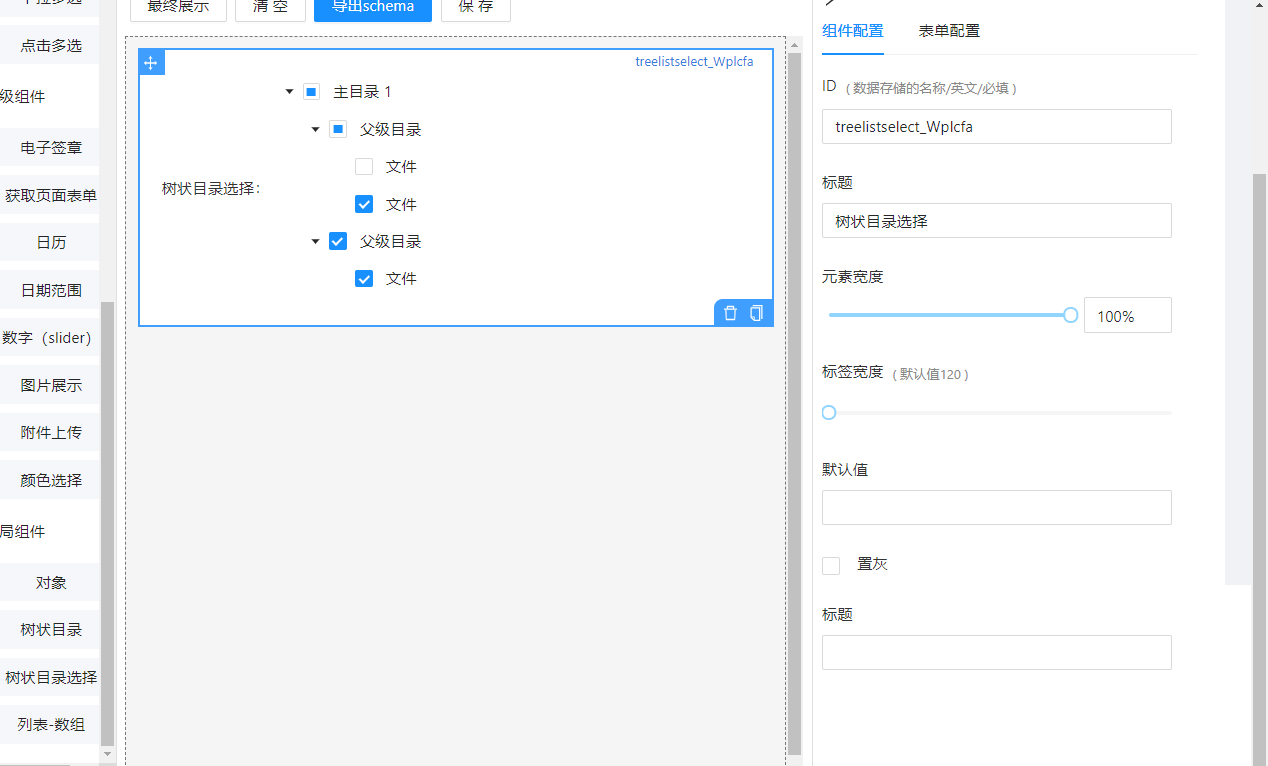 下拉多选
点击多选
级组件
电子签章
获取页面表单
日历
日期范围
数字（slider）
图片展示
附件上传
颜色选择
局组件
对象
树状目录
树状目录选择
列表-数组
最终展示
清 空
导出schema
保 存
treelistselect_Wplcfa
主目录 1
父级目录
文件
树状目录选择：
文件
父级目录
文件
组件配置
表单配置
ID （数据存储的名称/英文/必填）
treelistselect_Wplcfa
标题
树状目录选择
元素宽度
100%
标签宽度 （默认值120）
默认值
置灰
标题